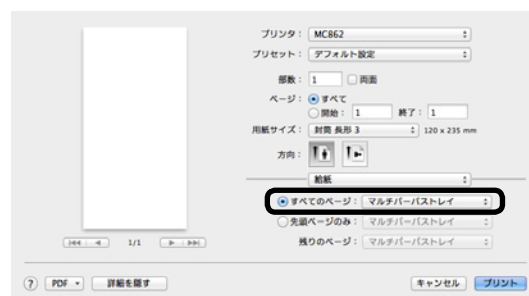 プリンタ： MC862
プリセット： デフォルト設定
部数： 1 両面
ページ： すべて
開始： 1 終了： 1
用紙サイズ： 封筒 長形 3 120 x 235 mm
方向：
給紙
すべてのページ： マルチパーパストレイ
先頭ページのみ： マルチパーパストレイ
残りのページ： マルチパーパストレイ
1/1
? PDF 詳細を隠す キャンセル プリント